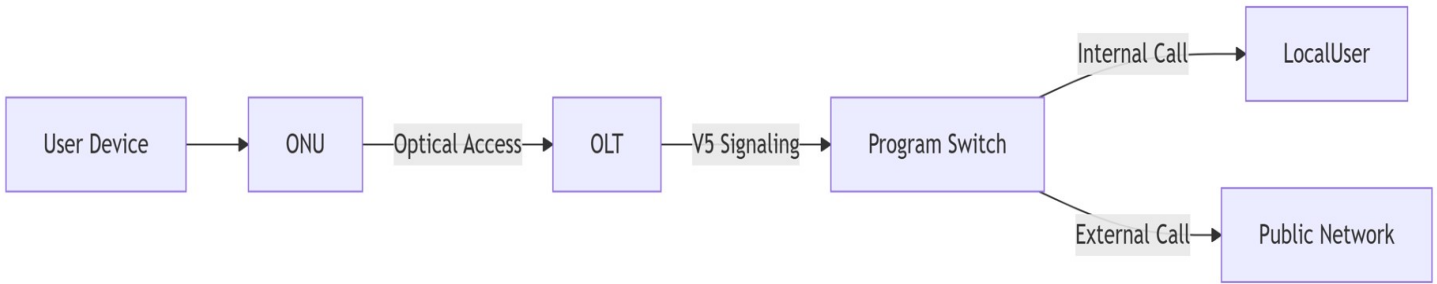 User Device
ONU
Optical Access
OLT
V5 Signaling
Program Switch
Internal Call
LocalUser
External Call
Public Network